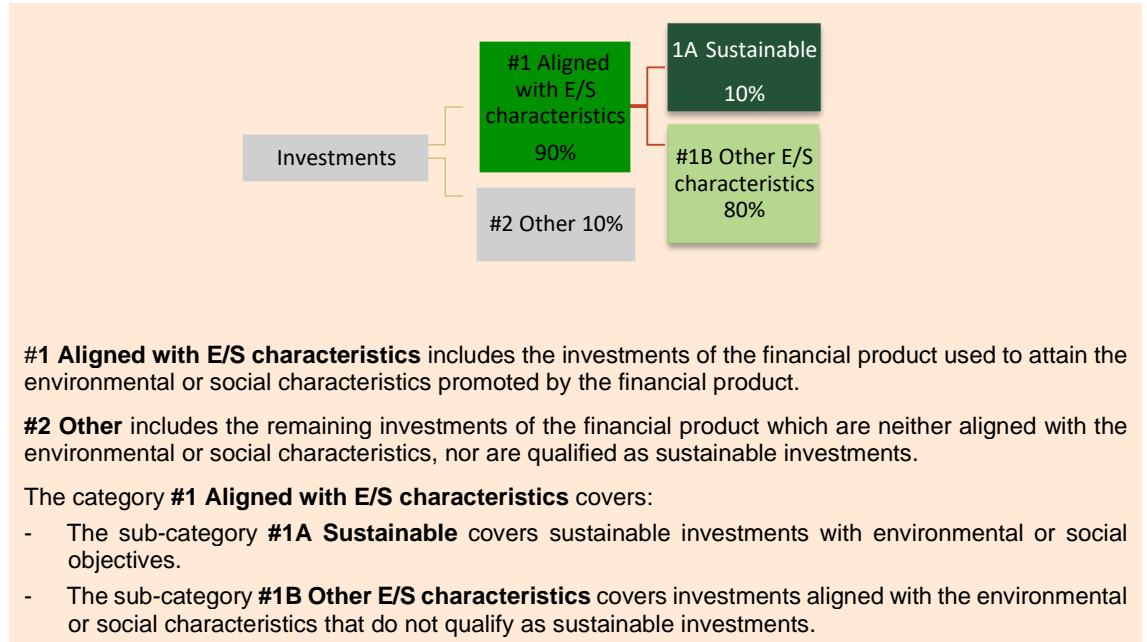 Investments
#1 Aligned
with E/S
characteristics
90%
#2 Other 10%
1A Sustainable
10%
#1B Other E/S
characteristics
80%
#1 Aligned with E/S characteristics includes the investments of the financial product used to attain the
environmental or social characteristics promoted by the financial product.
#2 Other includes the remaining investments of the financial product which are neither aligned with the
environmental or social characteristics, nor are qualified as sustainable investments.
The category #1 Aligned with E/S characteristics covers:
- The sub-category #1A Sustainable covers sustainable investments with environmental or social
objectives.
- The sub-category #1B Other E/S characteristics covers investments aligned with the environmental
or social characteristics that do not qualify as sustainable investments.